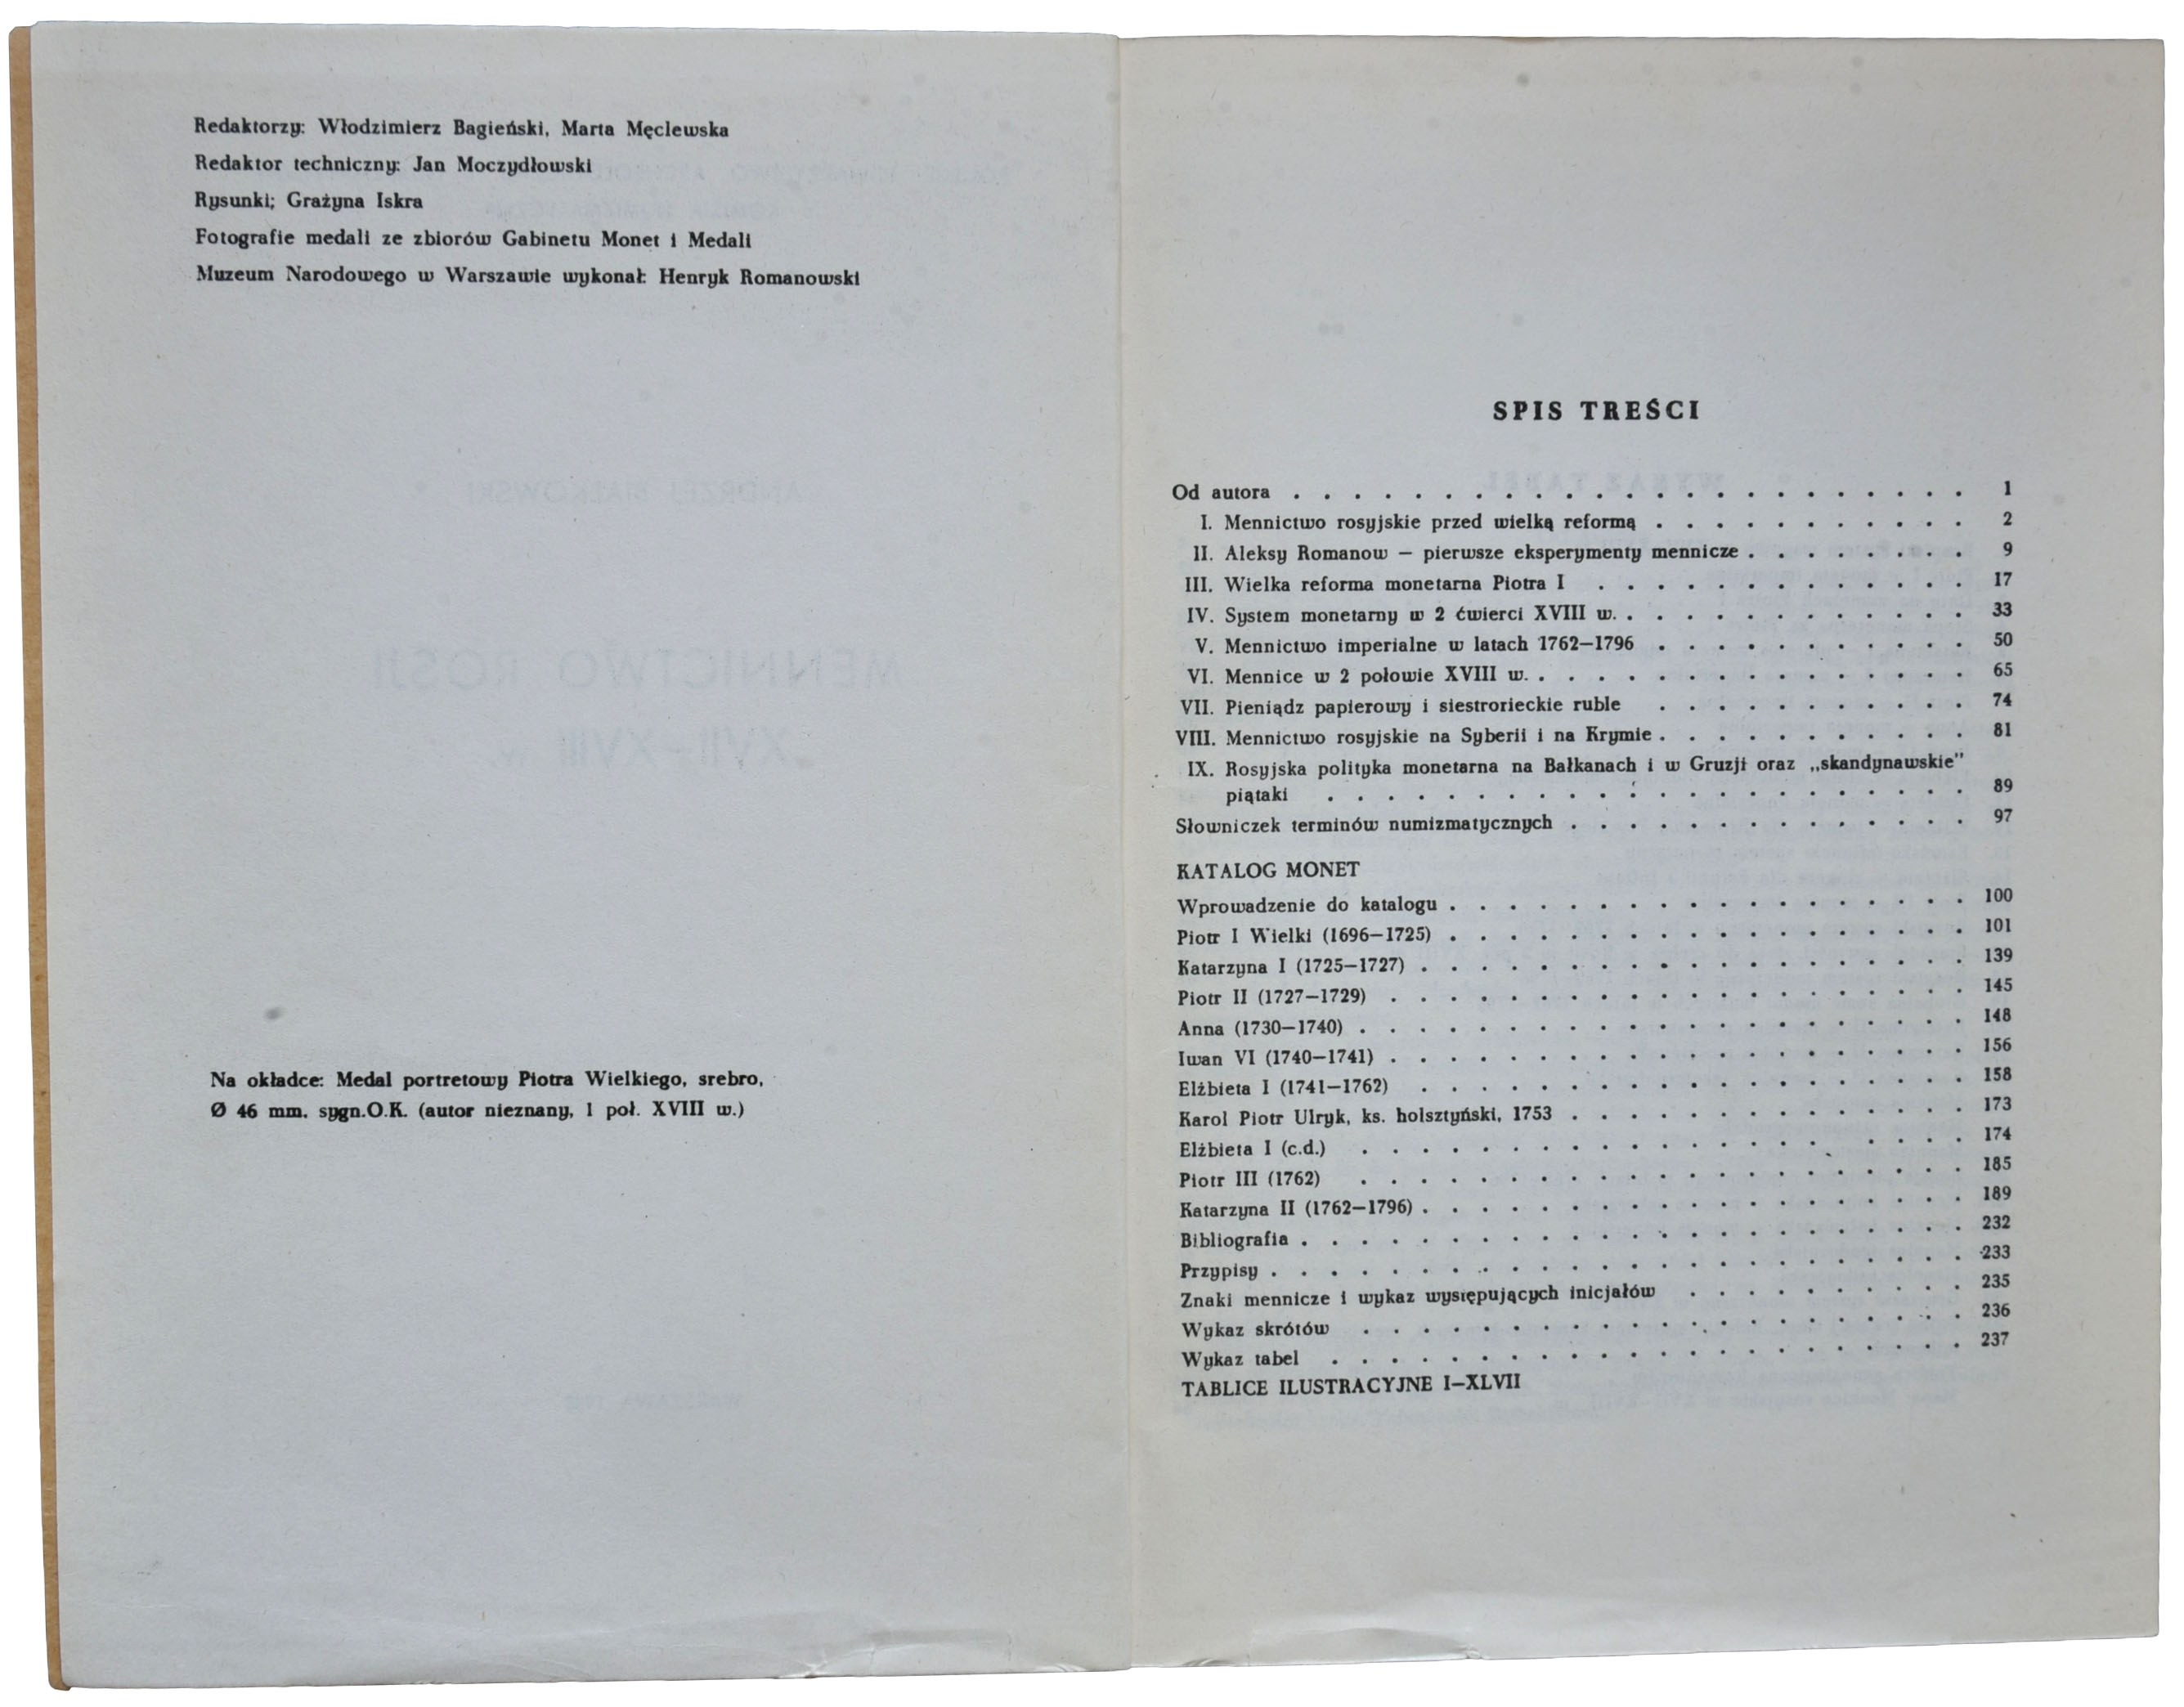 Redaktorzy: Włodzimierz Bagieński, Marta Męclewska
Redaktor techniczny: Jan Moczydłowski
Rysunki; Grażyna Iskra
Fotografie medali ze zbiorów Gabinetu Monet i Medali
Muzeum Narodowego w Warszawie wykonał: Henryk Romanowski
Na okładce: Medal portretowy Piotra Wielkiego, srebro,
Ø 46 mm. sygn.O.K. (autor nieznany, 1 poł. XVIII w.)
SPIS TREŚCI
Od autora . . . . . . . . . . . . . . . . . . . . . . . 1
I. Mennictwo rosyjskie przed wielką reformą . . . . . . . . . . . 2
II. Aleksy Romanow — pierwsze eksperymenty mennicze . . . . . . . . 9
III. Wielka reforma monetarna Piotra I . . . . . . . . . . . . . 17
IV. System monetarny w 2 ćwierci XVIII w. . . . . . . . . . . . . 33
V. Mennictwo imperialne w latach 1762—1796 . . . . . . . . . . . 50
VI. Mennice w 2 połowie XVIII w. . . . . . . . . . . . . . . . 65
VII. Pieniądz papierowy i siestrorieckie ruble . . . . . . . . . . . 74
VIII. Mennictwo rosyjskie na Syberii i na Krymie . . . . . . . . . . . 81
IX. Rosyjska polityka monetarna na Bałkanach i w Gruzji oraz „skandynawskie"
piątaki . . . . . . . . . . . . . . . . . . . . . . 89
Słowniczek terminów numizmatycznych . . . . . . . . . . . . . . 97
KATALOG MONET
Wprowadzenie do katalogu . . . . . . . . . . . . . . . . . . 100
Piotr I Wielki (1696—1725) . . . . . . . . . . . . . . . . . . 101
Katarzyna I (1725—1727) . . . . . . . . . . . . . . . . . . . 139
Piotr II (1727—1729) . . . . . . . . . . . . . . . . . . . . 145
Anna (1730—1740) . . . . . . . . . . . . . . . . . . . . . 148
Iwan VI (1740—1741) . . . . . . . . . . . . . . . . . . . . 156
Elżbieta I (1741—1762) . . . . . . . . . . . . . . . . . . . 158
Karol Piotr Ulryk, ks. holsztyński, 1753 . . . . . . . . . . . . . . 173
Elżbieta I (c.d.) . . . . . . . . . . . . . . . . . . . . 174
Piotr III (1762) . . . . . . . . . . . . . . . . . . . . . 185
Katarzyna II (1762—1796) . . . . . . . . . . . . . . . . . . . 189
Bibliografia . . . . . . . . . . . . . . . . . . . . . . . 232
Przypisy . . . . . . . . . . . . . . . . . . . . . . . . 233
Znaki mennicze i wykaz występujących inicjałów . . . . . . . . . . 235
Wykaz skrótów . . . . . . . . . . . . . . . . . . . . . 236
Wykaz tabel . . . . . . . . . . . . . . . . . . . . . . 237
TABLICE ILUSTRACYJNE I—XLVII